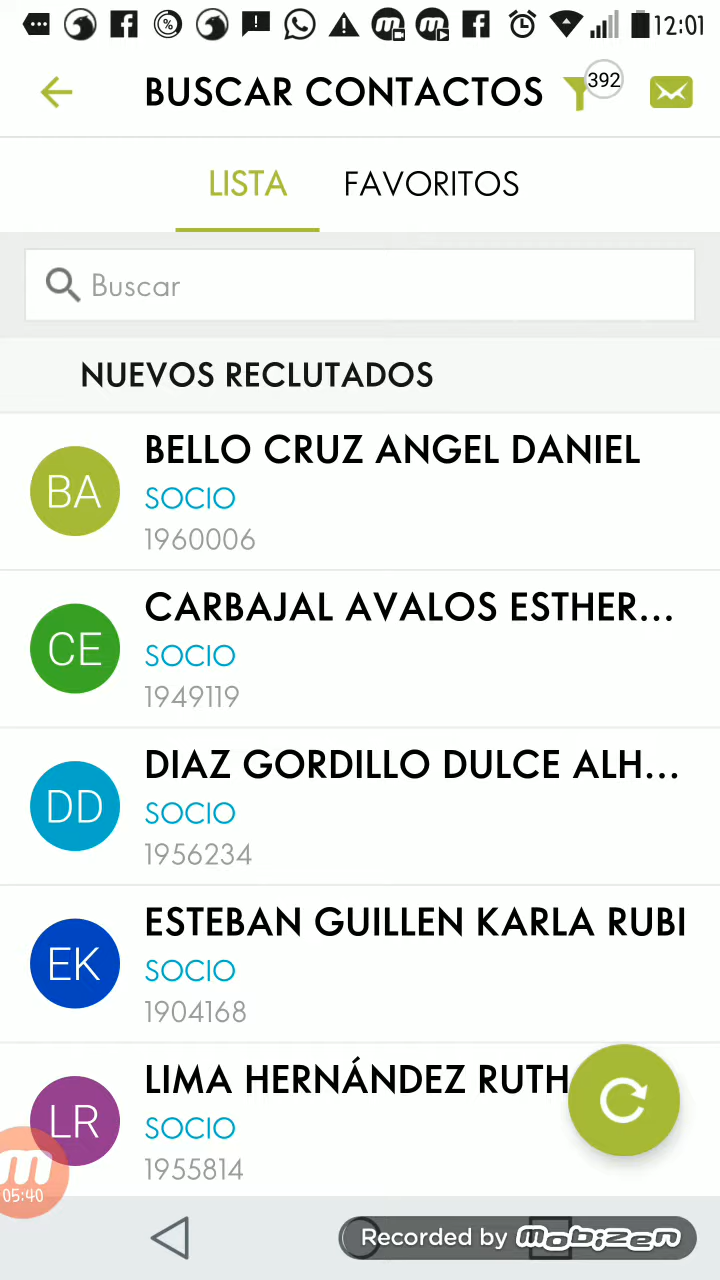 12:01
BUSCAR CONTACTOS
392
LISTA FAVORITOS
Buscar
NUEVOS RECLUTADOS
BA
BELLO CRUZ ANGEL DANIEL
SOCIO
1960006
CE
CARBAJAL AVALOS ESTHER...
SOCIO
1949119
DD
DIAZ GORDILLO DULCE ALH...
SOCIO
1956234
EK
ESTEBAN GUILLEN KARLA RUBI
SOCIO
1904168
LR
LIMA HERNÁNDEZ RUTH
SOCIO
1955814
05:40
Recorded by mobizen